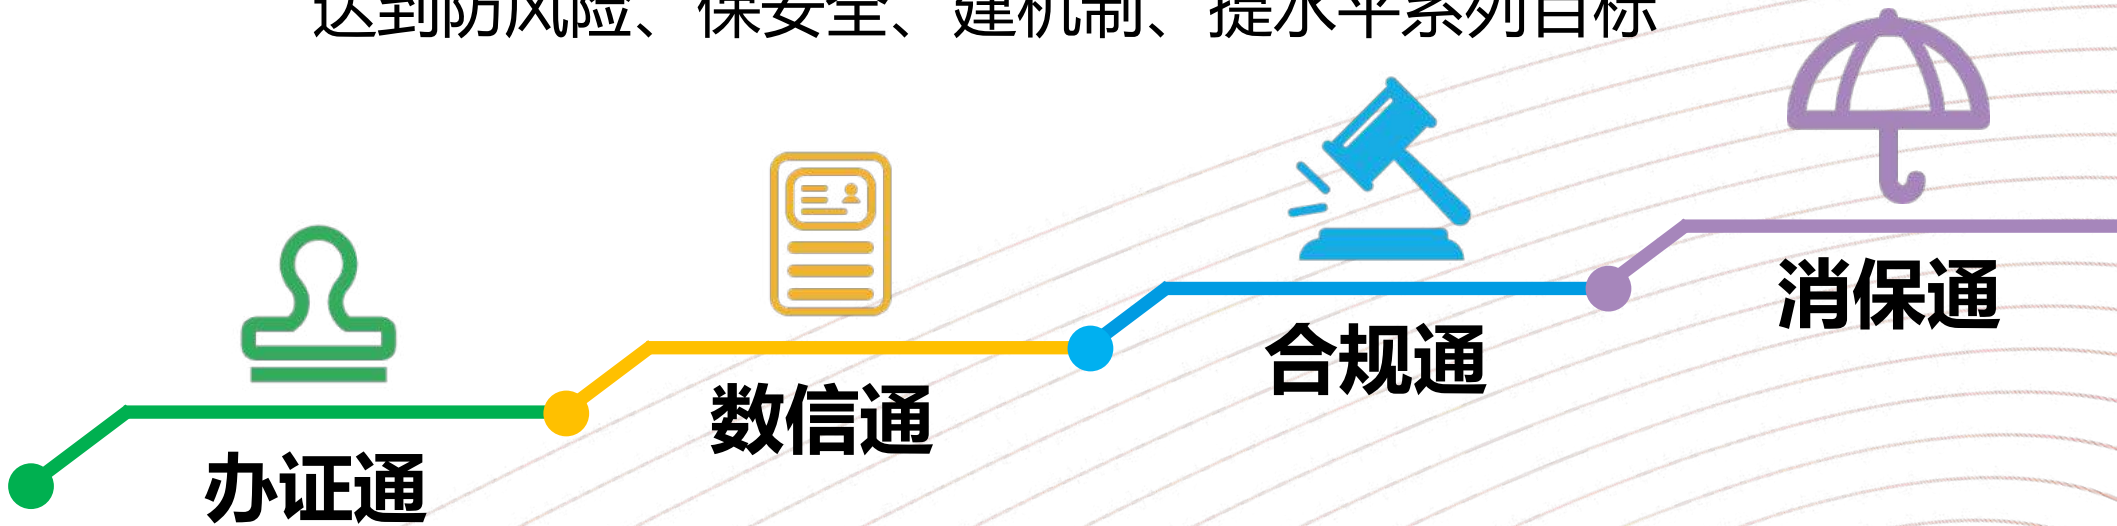 达到防风险、保安全、建机制、提水平系列目标
消保通
合规通
数信通
办证通